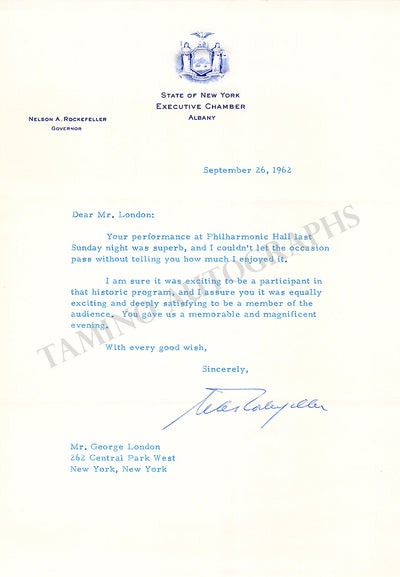 STATE OF NEW YORK
EXECUTIVE CHAMBER
ALBANY
NELSON A. ROCKEFELLER
GOVERNOR
September 26, 1962
Dear Mr. London:
Your performance at Philharmonic Hall last
Sunday night was superb, and I couldn't let the occasion
pass without telling you how much I enjoyed it.
I am sure it was exciting to be a participant in
that historic program, and I assure you it was equally
exciting and deeply satisfying to be a member of the
audience. You gave us a memorable and magnificent
evening.
With every good wish,
Sincerely,
Mr. George London
262 Central Park West
New York, New York
TAMINO AUTOGRAPHS